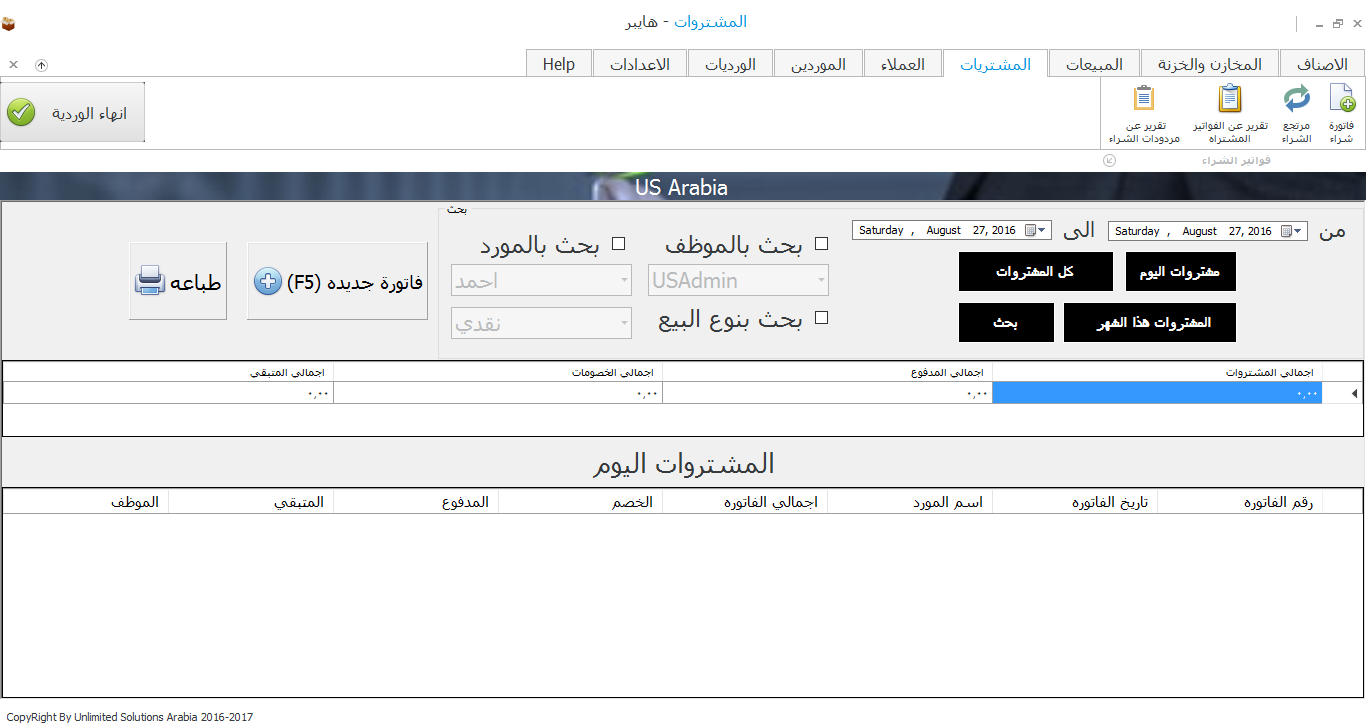 المشتروات - هايبر
الاصناف
المخازن والخزنة
المبيعات
المشتريات
العملاء
الموردين
الورديات
الاعدادات
Help
فاتورة شراء
مرتجع الشراء
تقرير عن الفواتير المشتراه
تقرير عن مردودات الشراء
فواتير الشراء
انهاء الوردية
US Arabia
من
Saturday , August 27, 2016
الى
Saturday , August 27, 2016
مشتروات اليوم
كل المشتروات
المشتروات هذا الشهر
بحث
بحث
بحث بالموظف
بحث بالمورد
USAdmin
احمد
بحث بنوع البيع
نقدي
فاتورة جديده (F5)
طباعه
اجمالي المشتروات
اجمالي المدفوع
اجمالي الخصومات
اجمالي المتبقي
٠,٠٠
٠,٠٠
٠,٠٠
٠,٠٠
المشتروات اليوم
رقم الفاتوره
تاريخ الفاتوره
اسم المورد
اجمالي الفاتوره
الخصم
المدفوع
المتبقي
الموظف
CopyRight By Unlimited Solutions Arabia 2016-2017